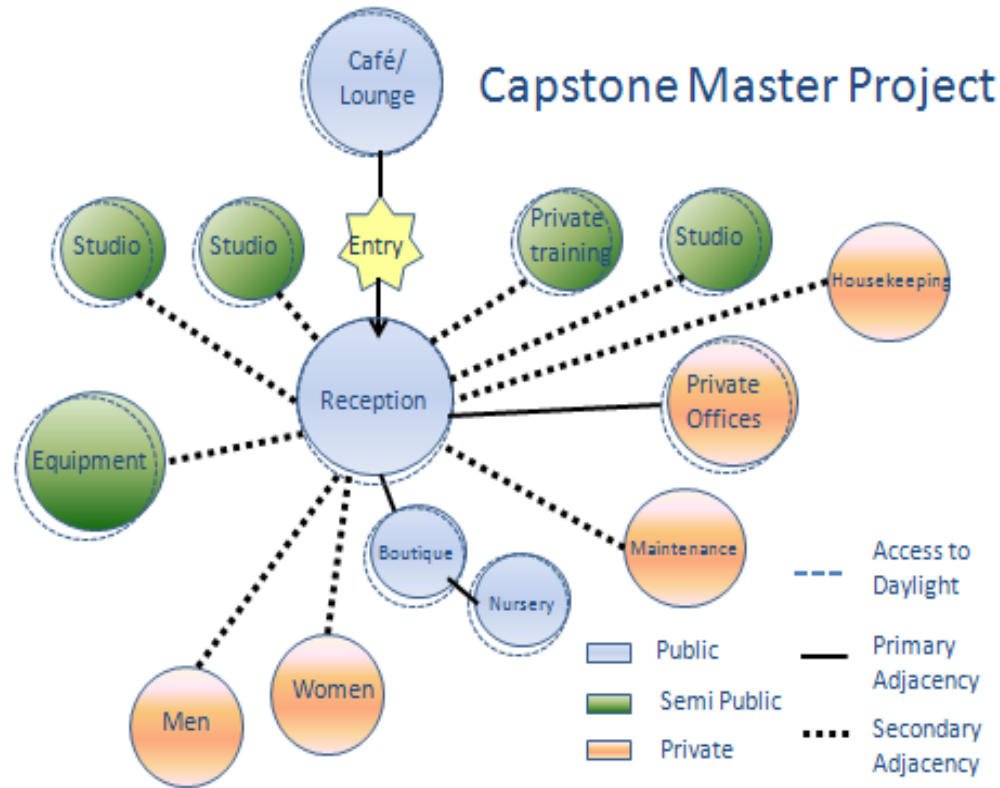 Café/
Lounge
Capstone Master Project
Studio
Studio
Entry
Private
training
Studio
Housekeeping
Reception
Private
Offices
Equipment
Boutique
Maintenance
Nursery
Men
Women
Access to
Daylight
Public
Primary
Adjacency
Semi Public
Private
Secondary
Adjacency